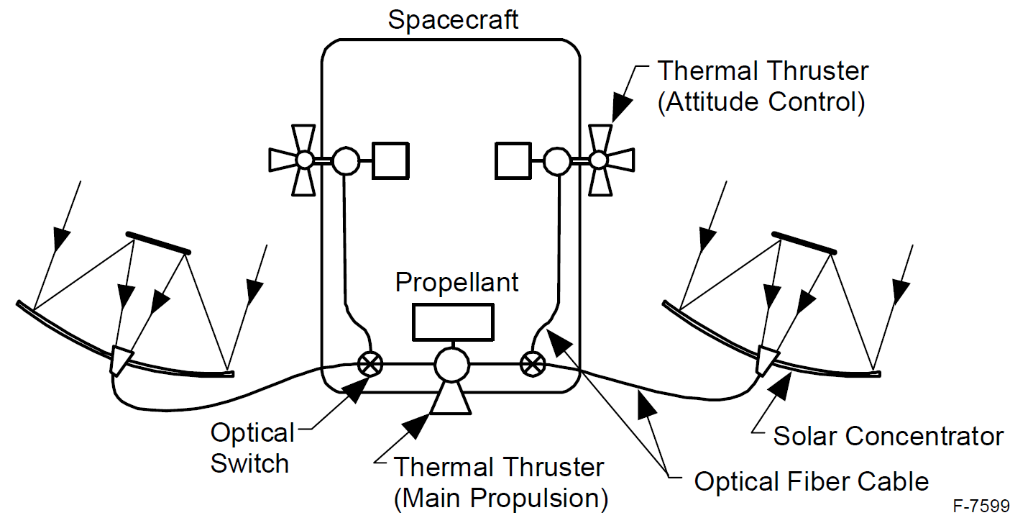 Spacecraft
Thermal Thruster
(Attitude Control)
Propellant
Optical
Switch
Thermal Thruster
(Main Propulsion)
Solar Concentrator
Optical Fiber Cable
F-7599